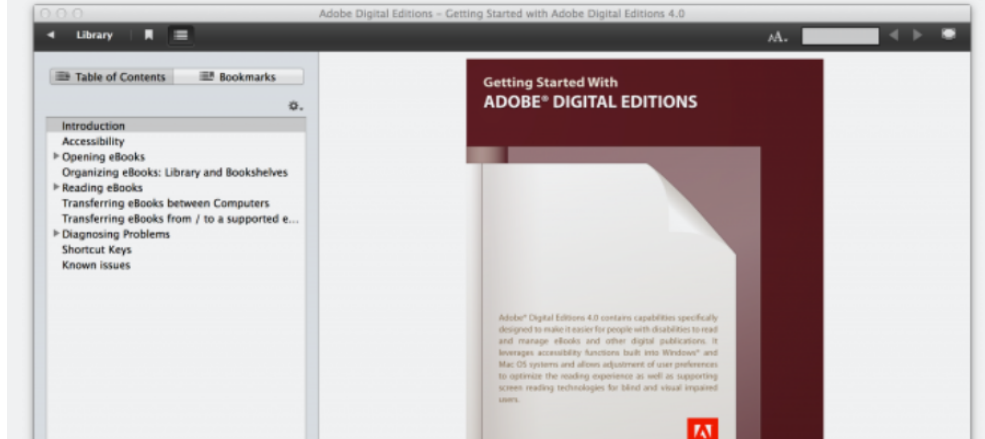 Adobe Digital Editions – Getting Started with Adobe Digital Editions 4.0
Library
AA
Table of Contents
Bookmarks
Introduction
Accessibility
Opening eBooks
Organizing eBooks: Library and Bookshelves
Reading eBooks
Transferring eBooks between Computers
Transferring eBooks from / to a supported e...
Diagnosing Problems
Shortcut Keys
Known issues
Getting Started With
ADOBE® DIGITAL EDITIONS
Adobe® Digital Editions 4.0 contains capabilities specifically
designed to make it easier for people with disabilities to read
and manage eBooks and other digital publications. It
leverages accessibility functions built into Windows® and
Mac OS systems and allows adjustment of user preferences
to optimize the reading experience as well as supporting
screen reading technologies for blind and visual impaired
users.